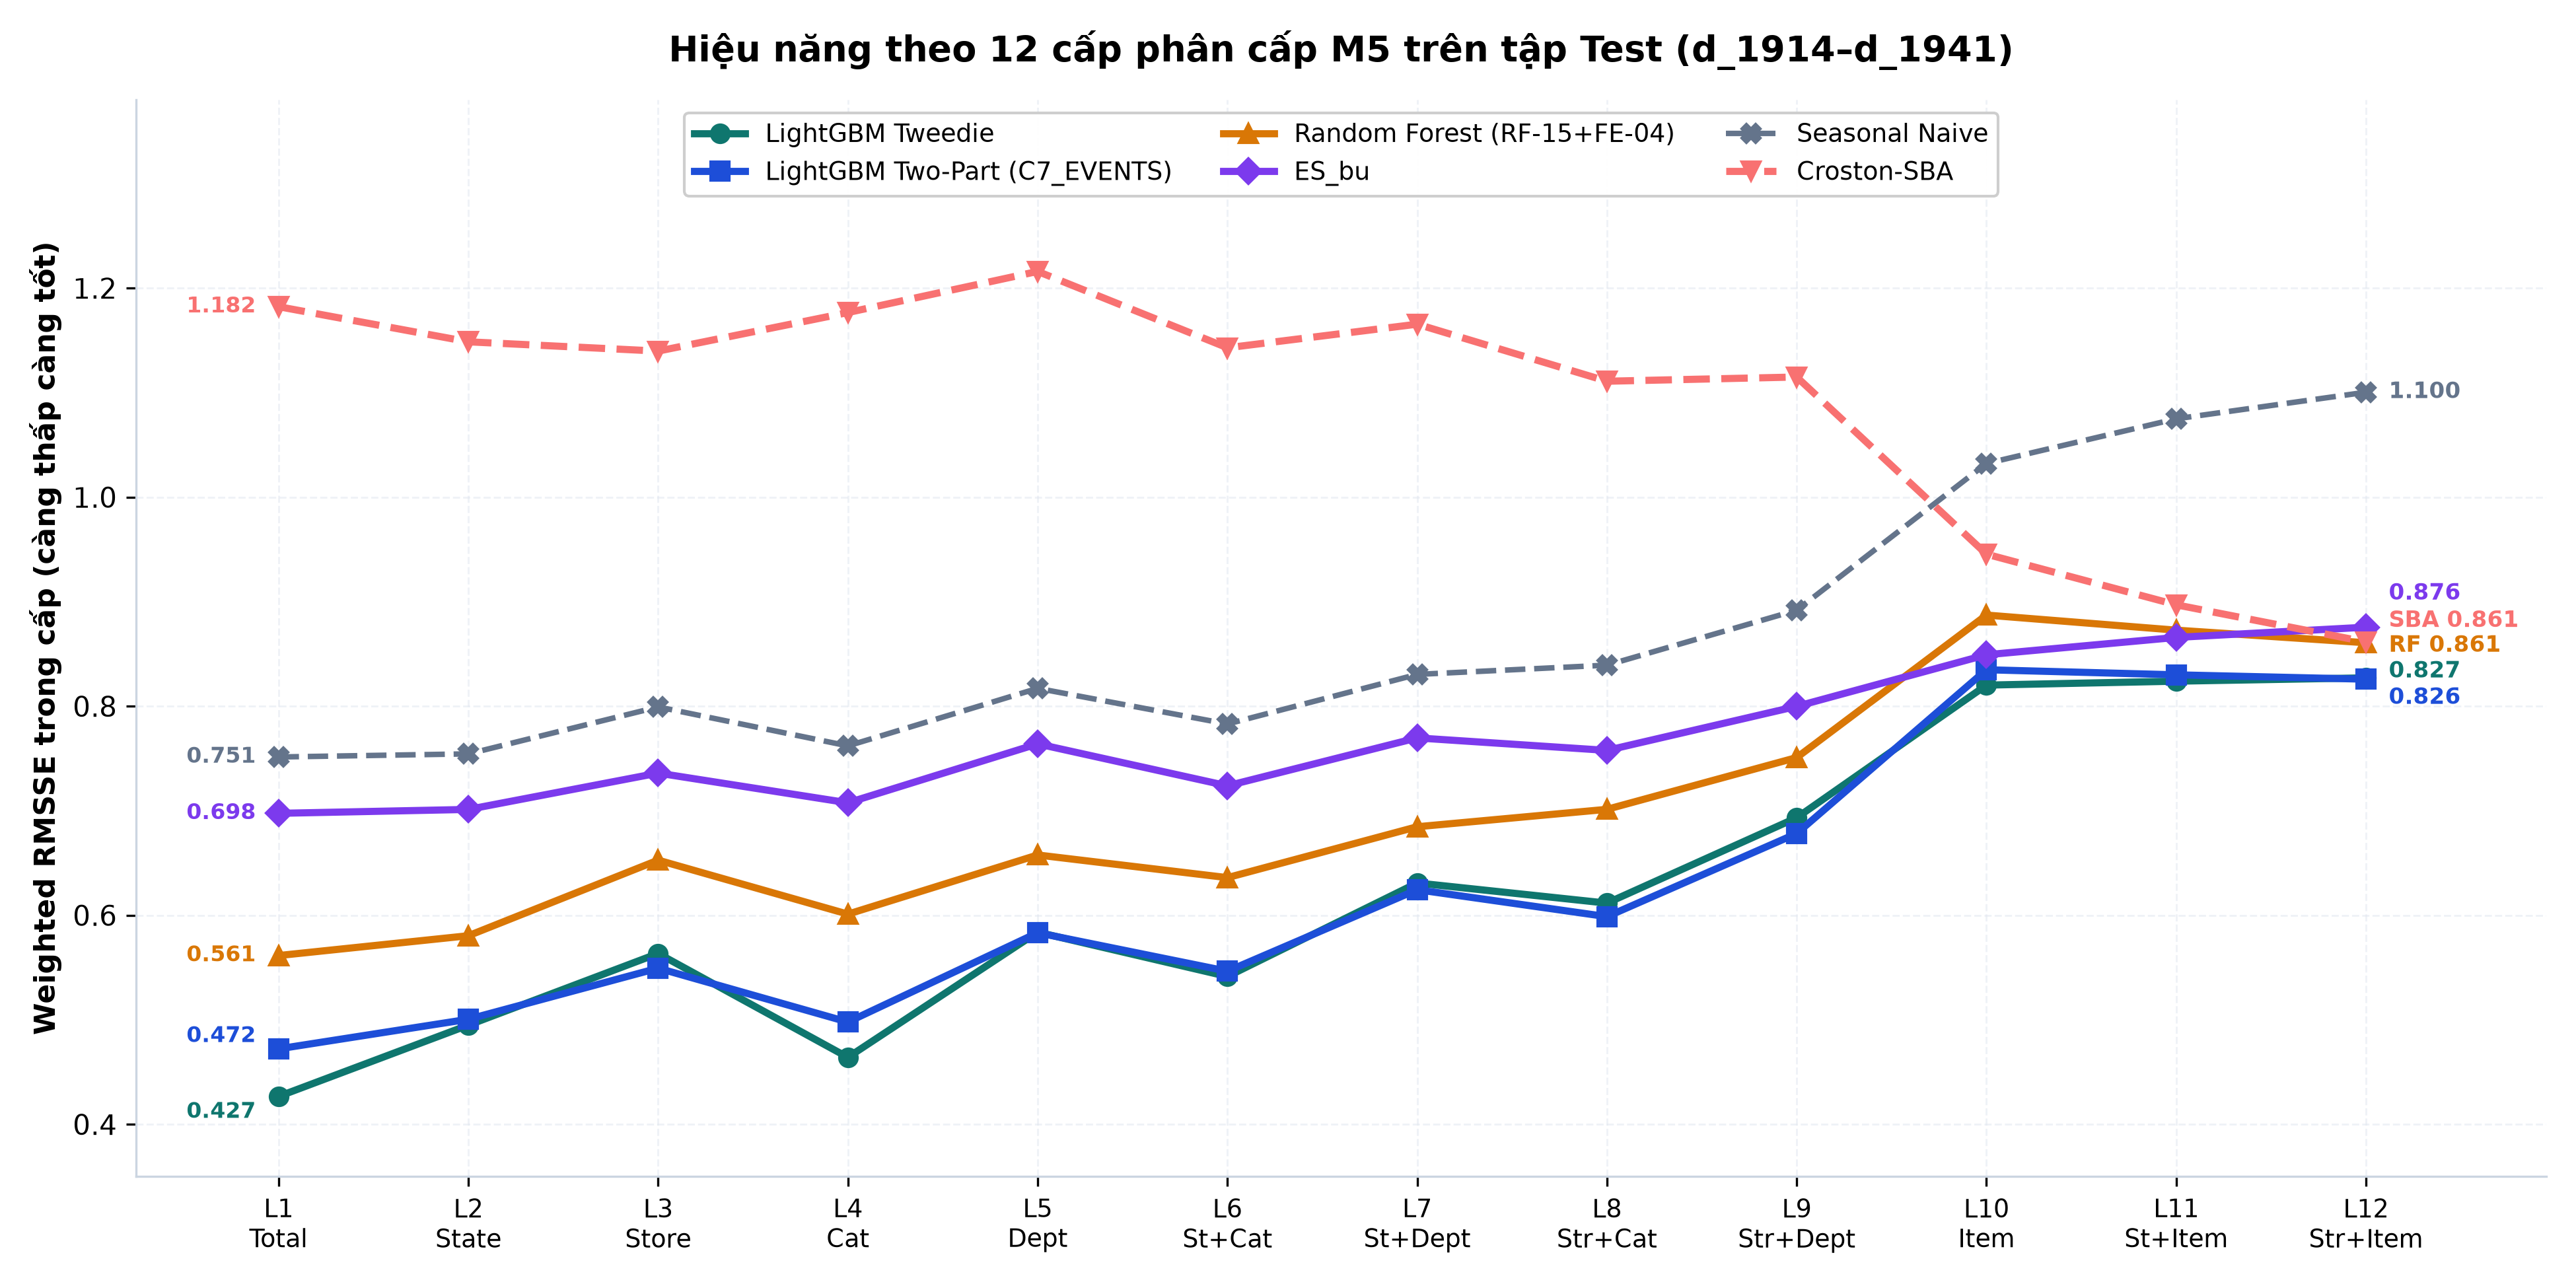 Hiệu năng theo 12 cấp phân cấp M5 trên tập Test (d_1914–d_1941)
LightGBM Tweedie
LightGBM Two-Part (C7_EVENTS)
Random Forest (RF-15+FE-04)
ES_bu
Seasonal Naive
Croston-SBA
Weighted RMSSE trong cấp (càng thấp càng tốt)
1.2
1.0
0.8
0.6
0.4
1.182
0.751
0.698
0.561
0.472
0.427
1.100
0.876
SBA 0.861
RF 0.861
0.827
0.826
L1
Total
L2
State
L3
Store
L4
Cat
L5
Dept
L6
St+Cat
L7
St+Dept
L8
Str+Cat
L9
Str+Dept
L10
Item
L11
St+Item
L12
Str+Item